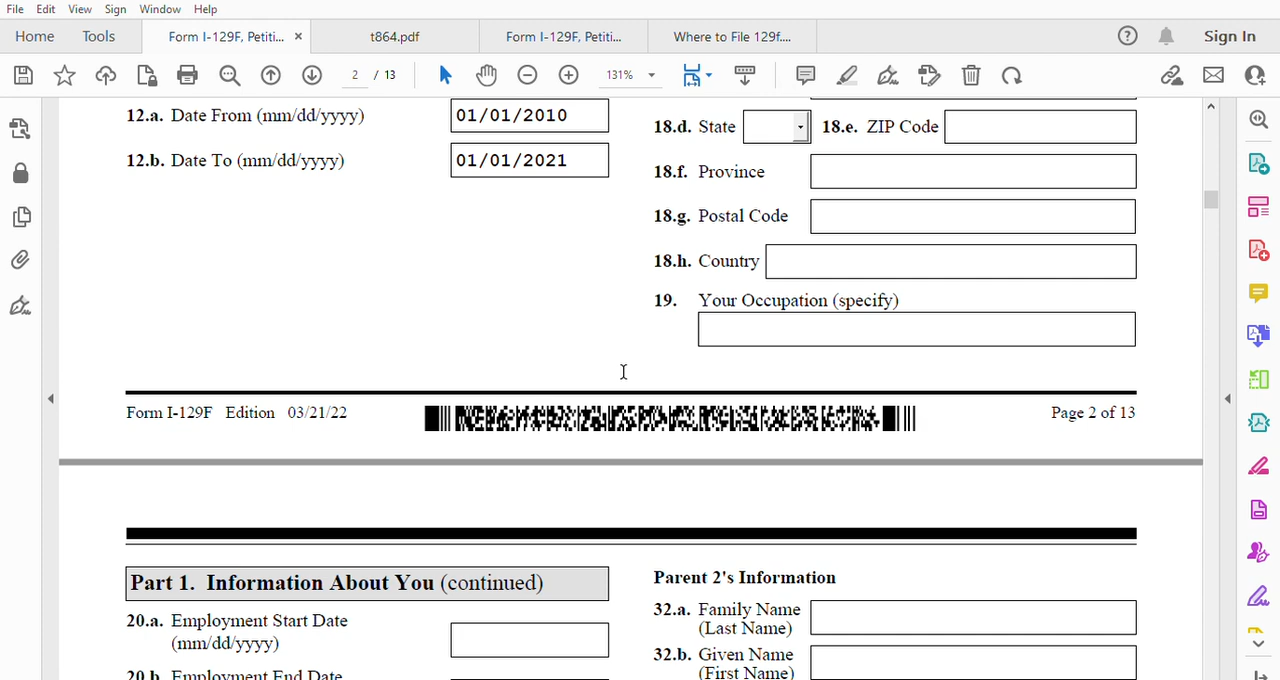 File Edit View Sign Window Help
Home Tools Form I-129F, Petiti... × t864.pdf Form I-129F, Petiti... Where to File 129f.... Sign In
2 / 13 131%
12.a. Date From (mm/dd/yyyy) 01/01/2010
12.b. Date To (mm/dd/yyyy) 01/01/2021
18.d. State 18.e. ZIP Code
18.f. Province
18.g. Postal Code
18.h. Country
19. Your Occupation (specify)
Form I-129F Edition 03/21/22 Page 2 of 13
Part 1. Information About You (continued)
20.a. Employment Start Date
(mm/dd/yyyy)
20.b. Employment End Date
Parent 2's Information
32.a. Family Name
(Last Name)
32.b. Given Name
(First Name)